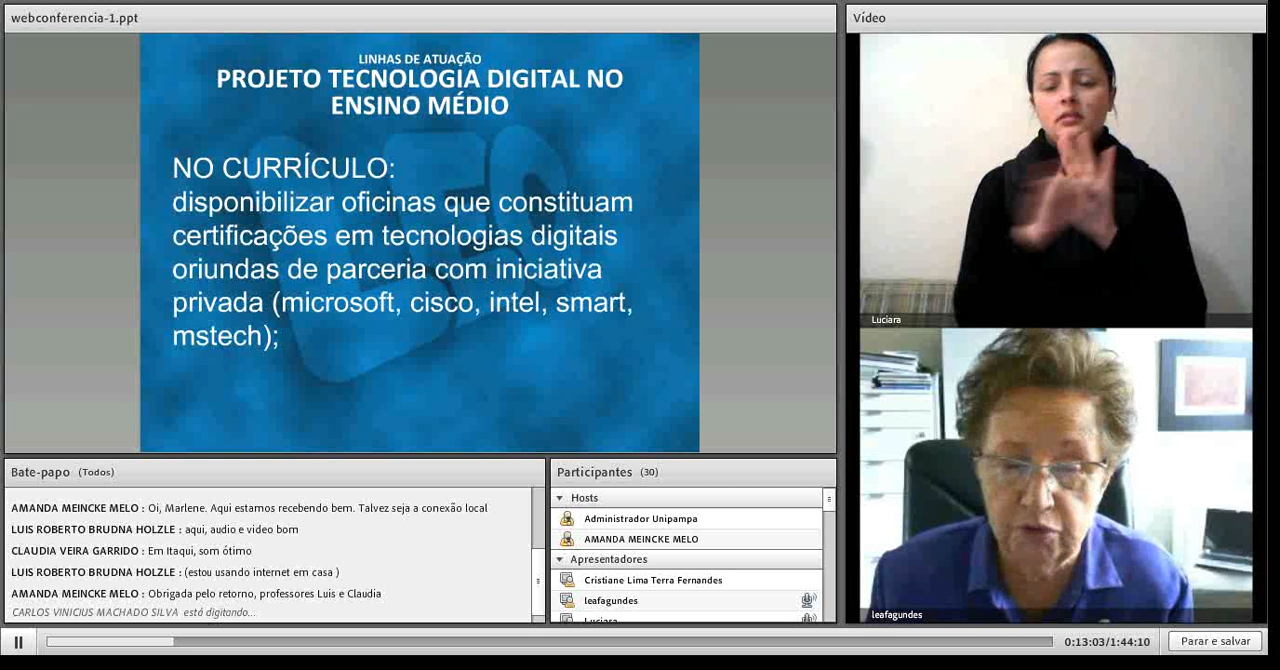 webconferencia-1.ppt
LINHAS DE ATUAÇÃO
PROJETO TECNOLOGIA DIGITAL NO
ENSINO MÉDIO
NO CURRÍCULO:
disponibilizar oficinas que constituam
certificações em tecnologias digitais
oriundas de parceria com iniciativa
privada (microsoft, cisco, intel, smart,
mstech);
Vídeo
Luciara
leafagundes
Bate-papo (Todos)
AMANDA MEINCKE MELO : Oi, Marlene. Aqui estamos recebendo bem. Talvez seja a conexão local
LUIS ROBERTO BRUDNA HOLZLE : aqui, audio e video bom
CLAUDIA VEIRA GARRIDO : Em Itaqui, som ótimo
LUIS ROBERTO BRUDNA HOLZLE : (estou usando internet em casa )
AMANDA MEINCKE MELO : Obrigada pelo retorno, professores Luis e Claudia
CARLOS VINICIUS MACHADO SILVA está digitando...
Participantes (30)
Hosts
Administrador Unipampa
AMANDA MEINCKE MELO
Apresentadores
Cristiane Lima Terra Fernandes
leafagundes
Luciara
0:13:03/1:44:10
Parar e salvar